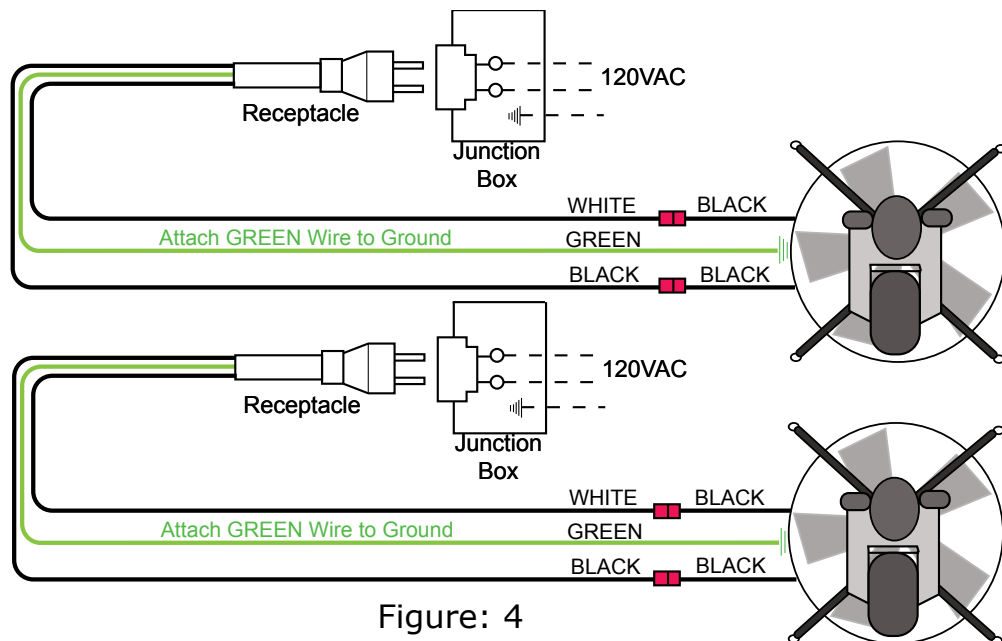 120VAC
Receptacle
Junction
Box
WHITE BLACK
Attach GREEN Wire to Ground GREEN
BLACK BLACK
120VAC
Receptacle
Junction
Box
WHITE BLACK
Attach GREEN Wire to Ground GREEN
BLACK BLACK
Figure: 4